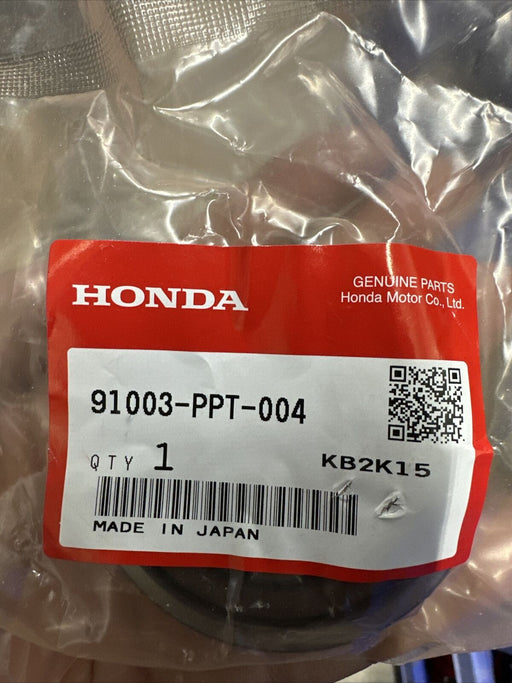 HONDA
GENUINE PARTS
Honda Motor Co., Ltd.
91003-PPT-004
QTY 1
KB2K15
MADE IN JAPAN